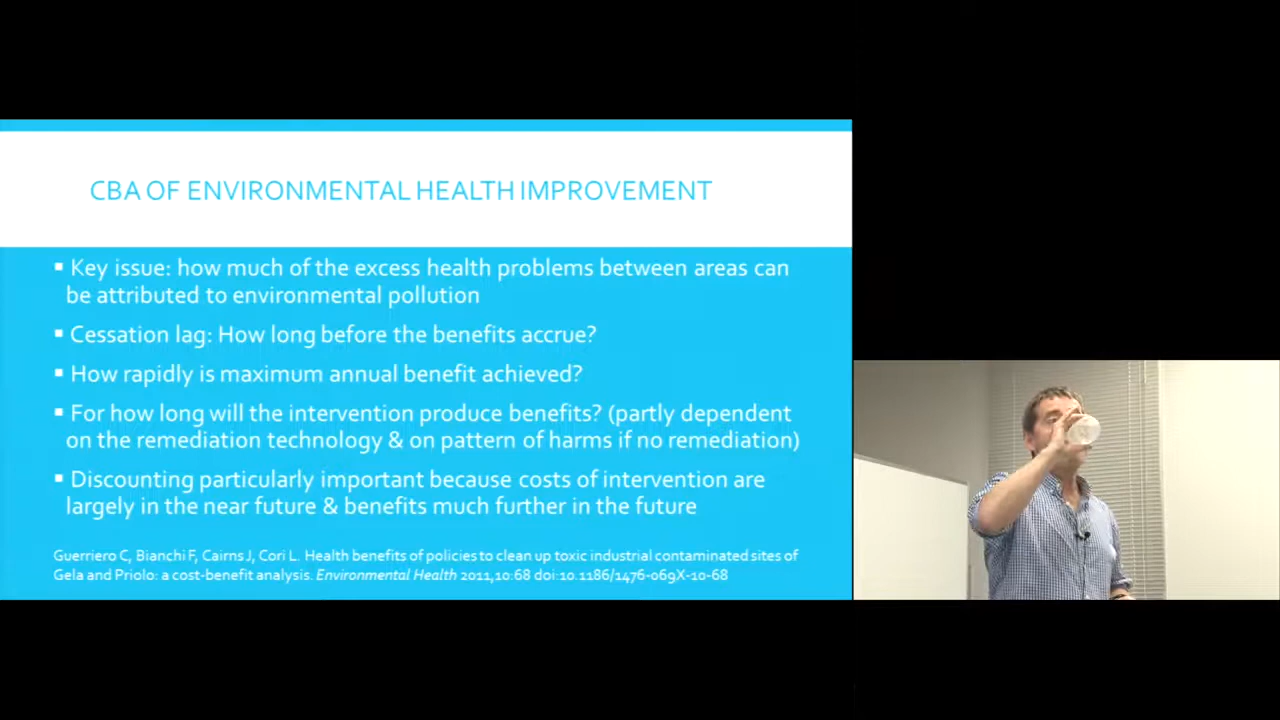 CBA OF ENVIRONMENTAL HEALTH IMPROVEMENT
▪ Key issue: how much of the excess health problems between areas can
be attributed to environmental pollution
▪ Cessation lag: How long before the benefits accrue?
▪ How rapidly is maximum annual benefit achieved?
▪ For how long will the intervention produce benefits? (partly dependent
on the remediation technology & on pattern of harms if no remediation)
▪ Discounting particularly important because costs of intervention are
largely in the near future & benefits much further in the future
Guerriero C, Bianchi F, Cairns J, Cori L. Health benefits of policies to clean up toxic industrial contaminated sites of
Gela and Priolo: a cost-benefit analysis. Environmental Health 2011,10:68 doi:10.1186/1476-069X-10-68